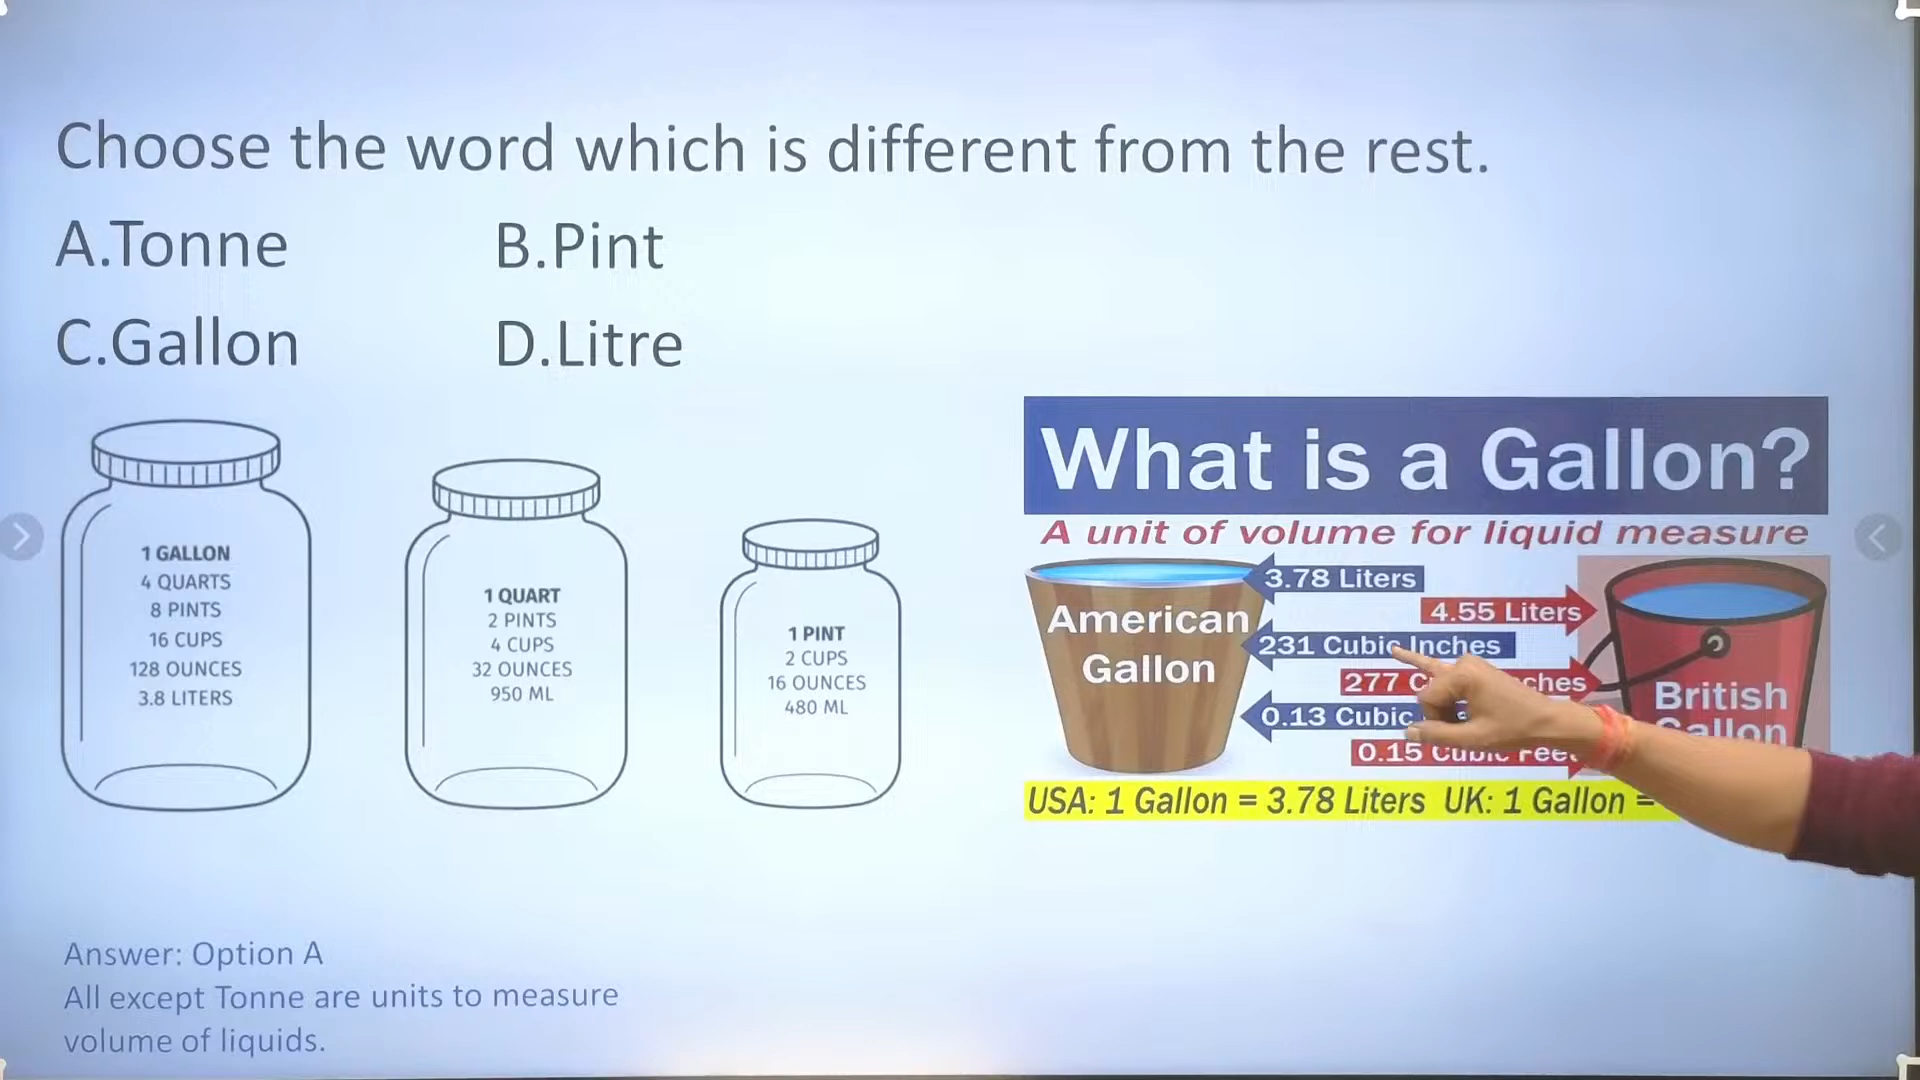 Choose the word which is different from the rest.
A.Tonne B.Pint
C.Gallon D.Litre
1 GALLON
4 QUARTS
8 PINTS
16 CUPS
128 OUNCES
3.8 LITERS
1 QUART
2 PINTS
4 CUPS
32 OUNCES
950 ML
1 PINT
2 CUPS
16 OUNCES
480 ML
What is a Gallon?
A unit of volume for liquid measure
American
Gallon
3.78 Liters
4.55 Liters
231 Cubic Inches
277
0.13 Cubic
0.15 Cubic Feet
British
Gallon
USA: 1 Gallon = 3.78 Liters UK: 1 Gallon =
Answer: Option A
All except Tonne are units to measure
volume of liquids.